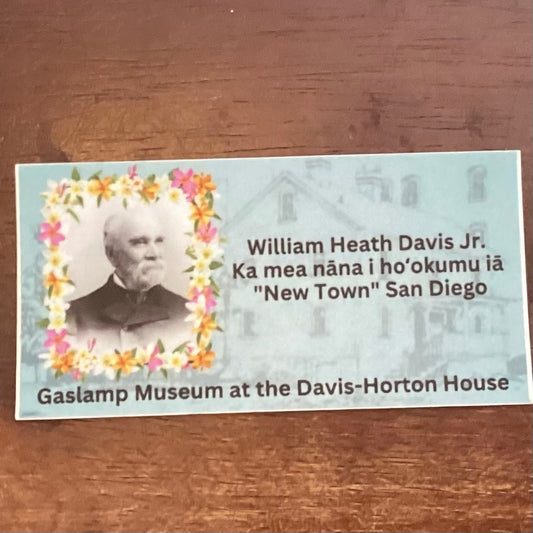 William Heath Davis Jr.
Ka mea nāna i hoʻokumu iā
"New Town" San Diego
Gaslamp Museum at the Davis-Horton House